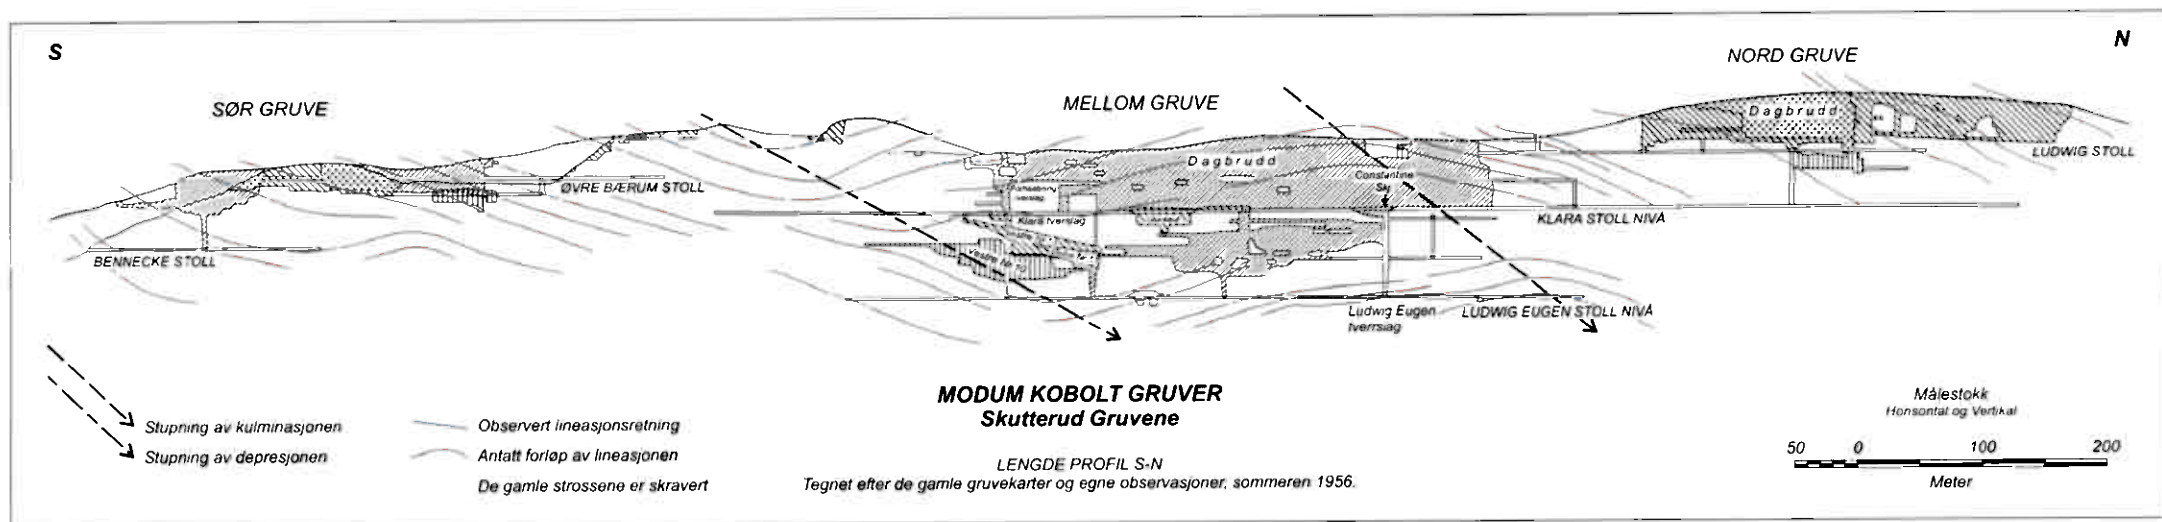 S
N
NORD GRUVE
SØR GRUVE
MELLOM GRUVE
Dagbrudd
Dagbrudd
LUDWIG STOLL
Constantine
ØVRE BÆRUM STOLL
Klara tverslag
KLARA STOLL NIVÅ
BENNECKE STOLL
Ludwig Eugen
tverrslag
LUDWIG EUGEN STOLL NIVÅ
MODUM KOBOLT GRUVER
Skutterud Gruvene
LENGDE PROFIL S-N
Tegnet efter de gamle gruvekarter og egne observasjoner, sommeren 1956.
Stupning av kulminasjonen
Stupning av depresjonen
Observert lineasjonsretning
Antatt forløp av lineasjonen
De gamle strossene er skravert
Målestokk
Horisontal og Vertikal
50 0 100 200
Meter